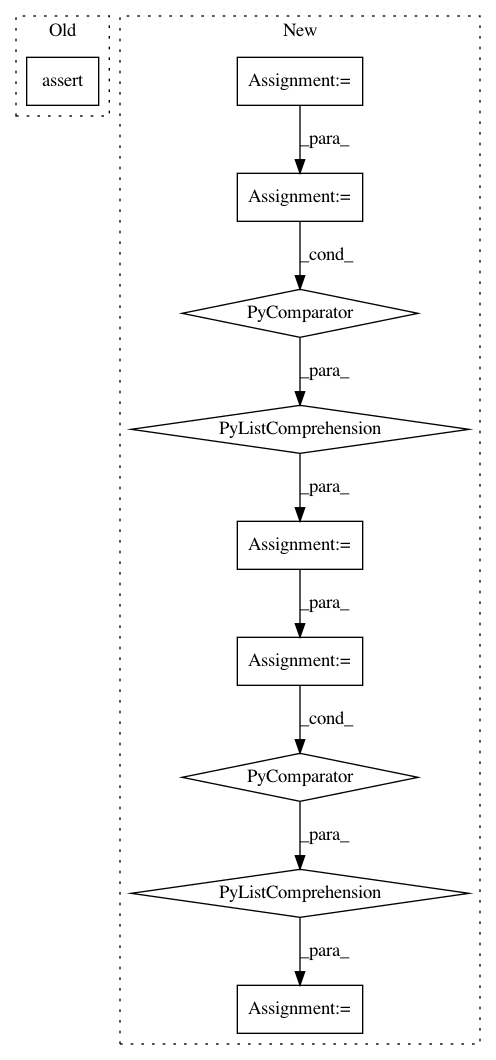 Old
New
assert
Assignment:=
_para_
Assignment:=
_cond_
PyComparator
_para_
PyListComprehension
_para_
Assignment:=
_para_
Assignment:=
_cond_
PyComparator
_para_
PyListComprehension
_para_
Assignment:=